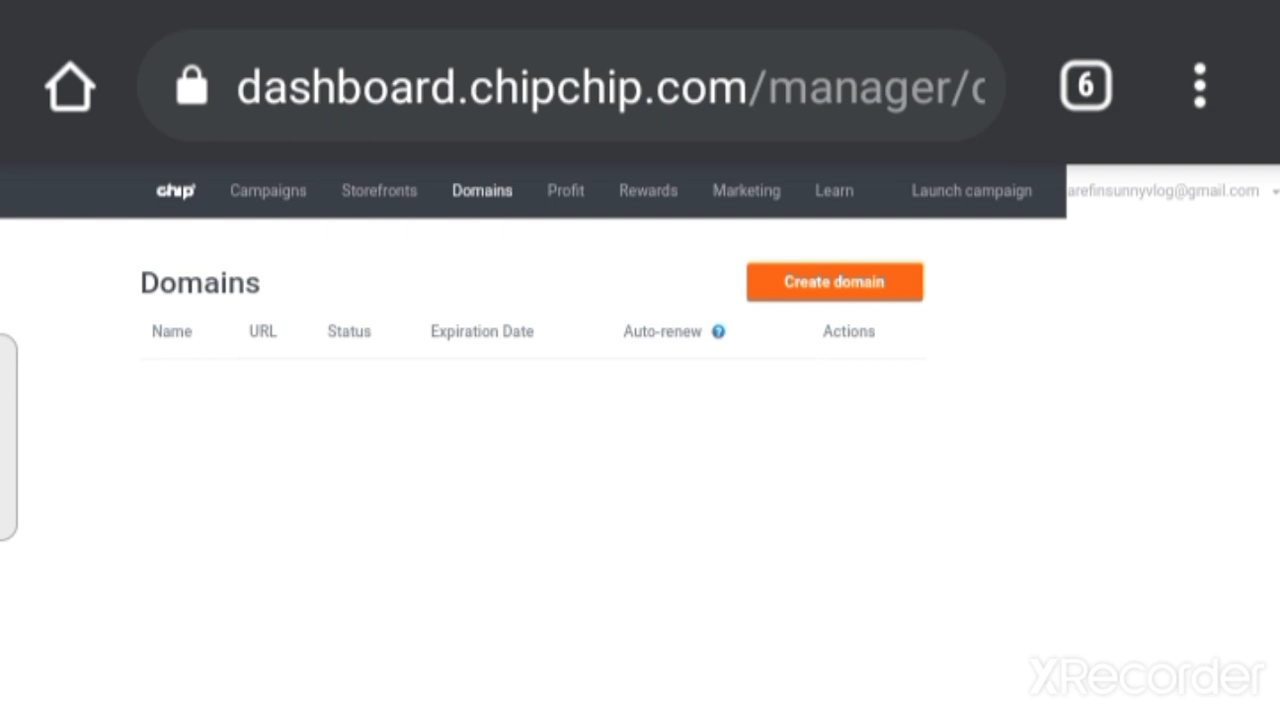 dashboard.chipchip.com/manager/c
6
chip Campaigns Storefronts Domains Profit Rewards Marketing Learn Launch campaign arefinsunnyvlog@gmail.com
Domains
Create domain
Name URL Status Expiration Date Auto-renew ? Actions
XRecorder